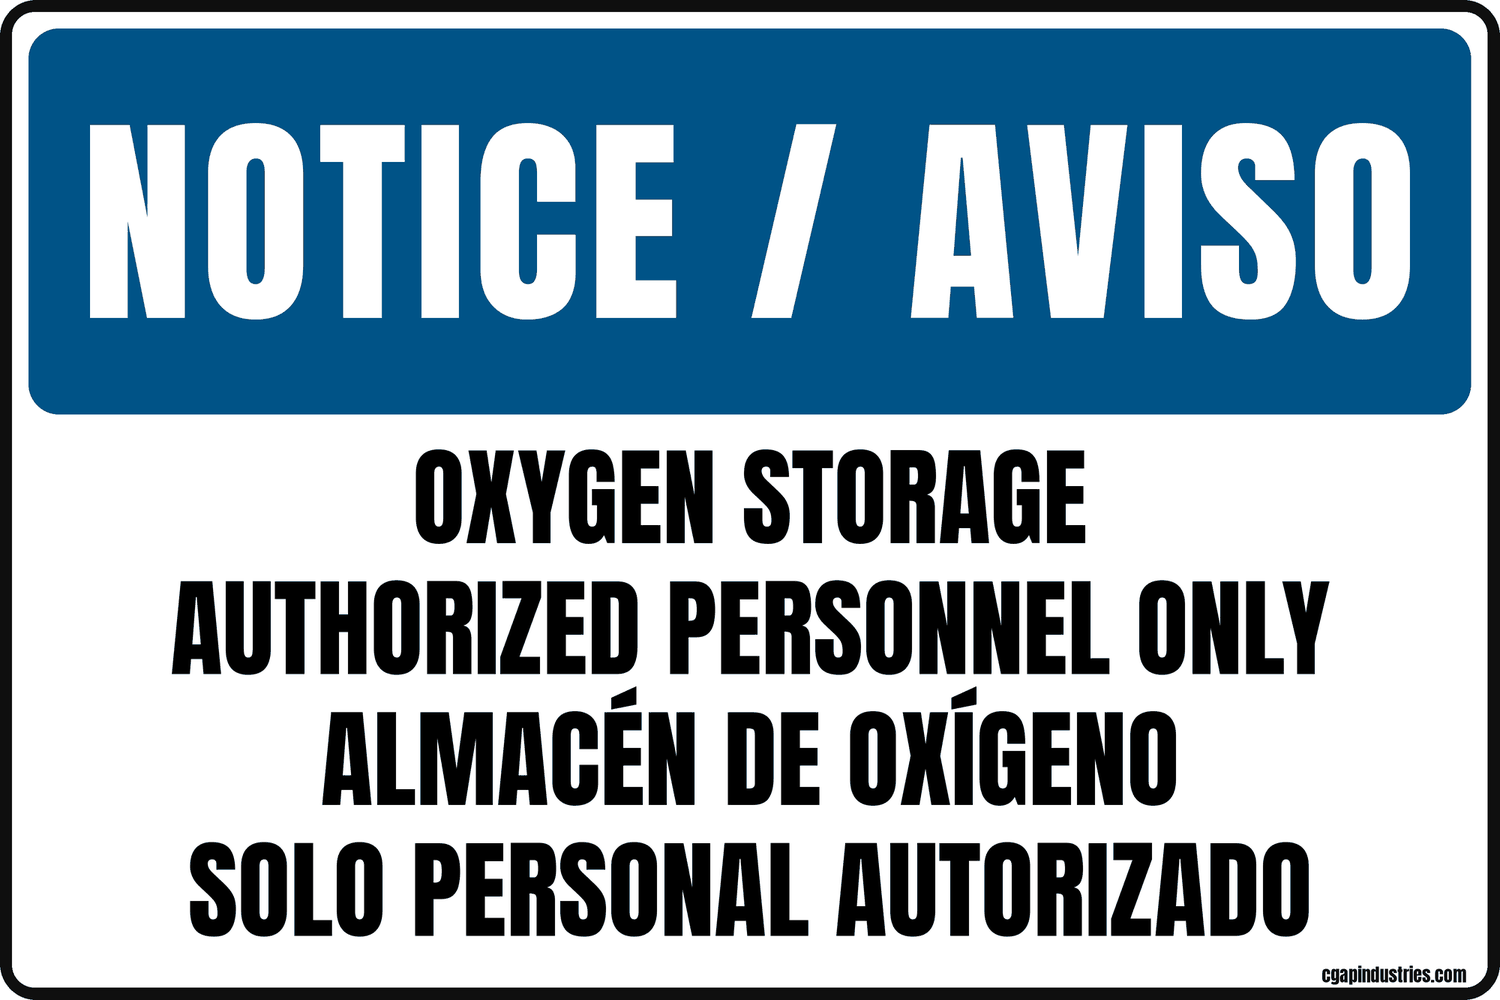 NOTICE / AVISO
OXYGEN STORAGE
AUTHORIZED PERSONNEL ONLY
ALMACÉN DE OXÍGENO
SOLO PERSONAL AUTORIZADO
cgapindustries.com